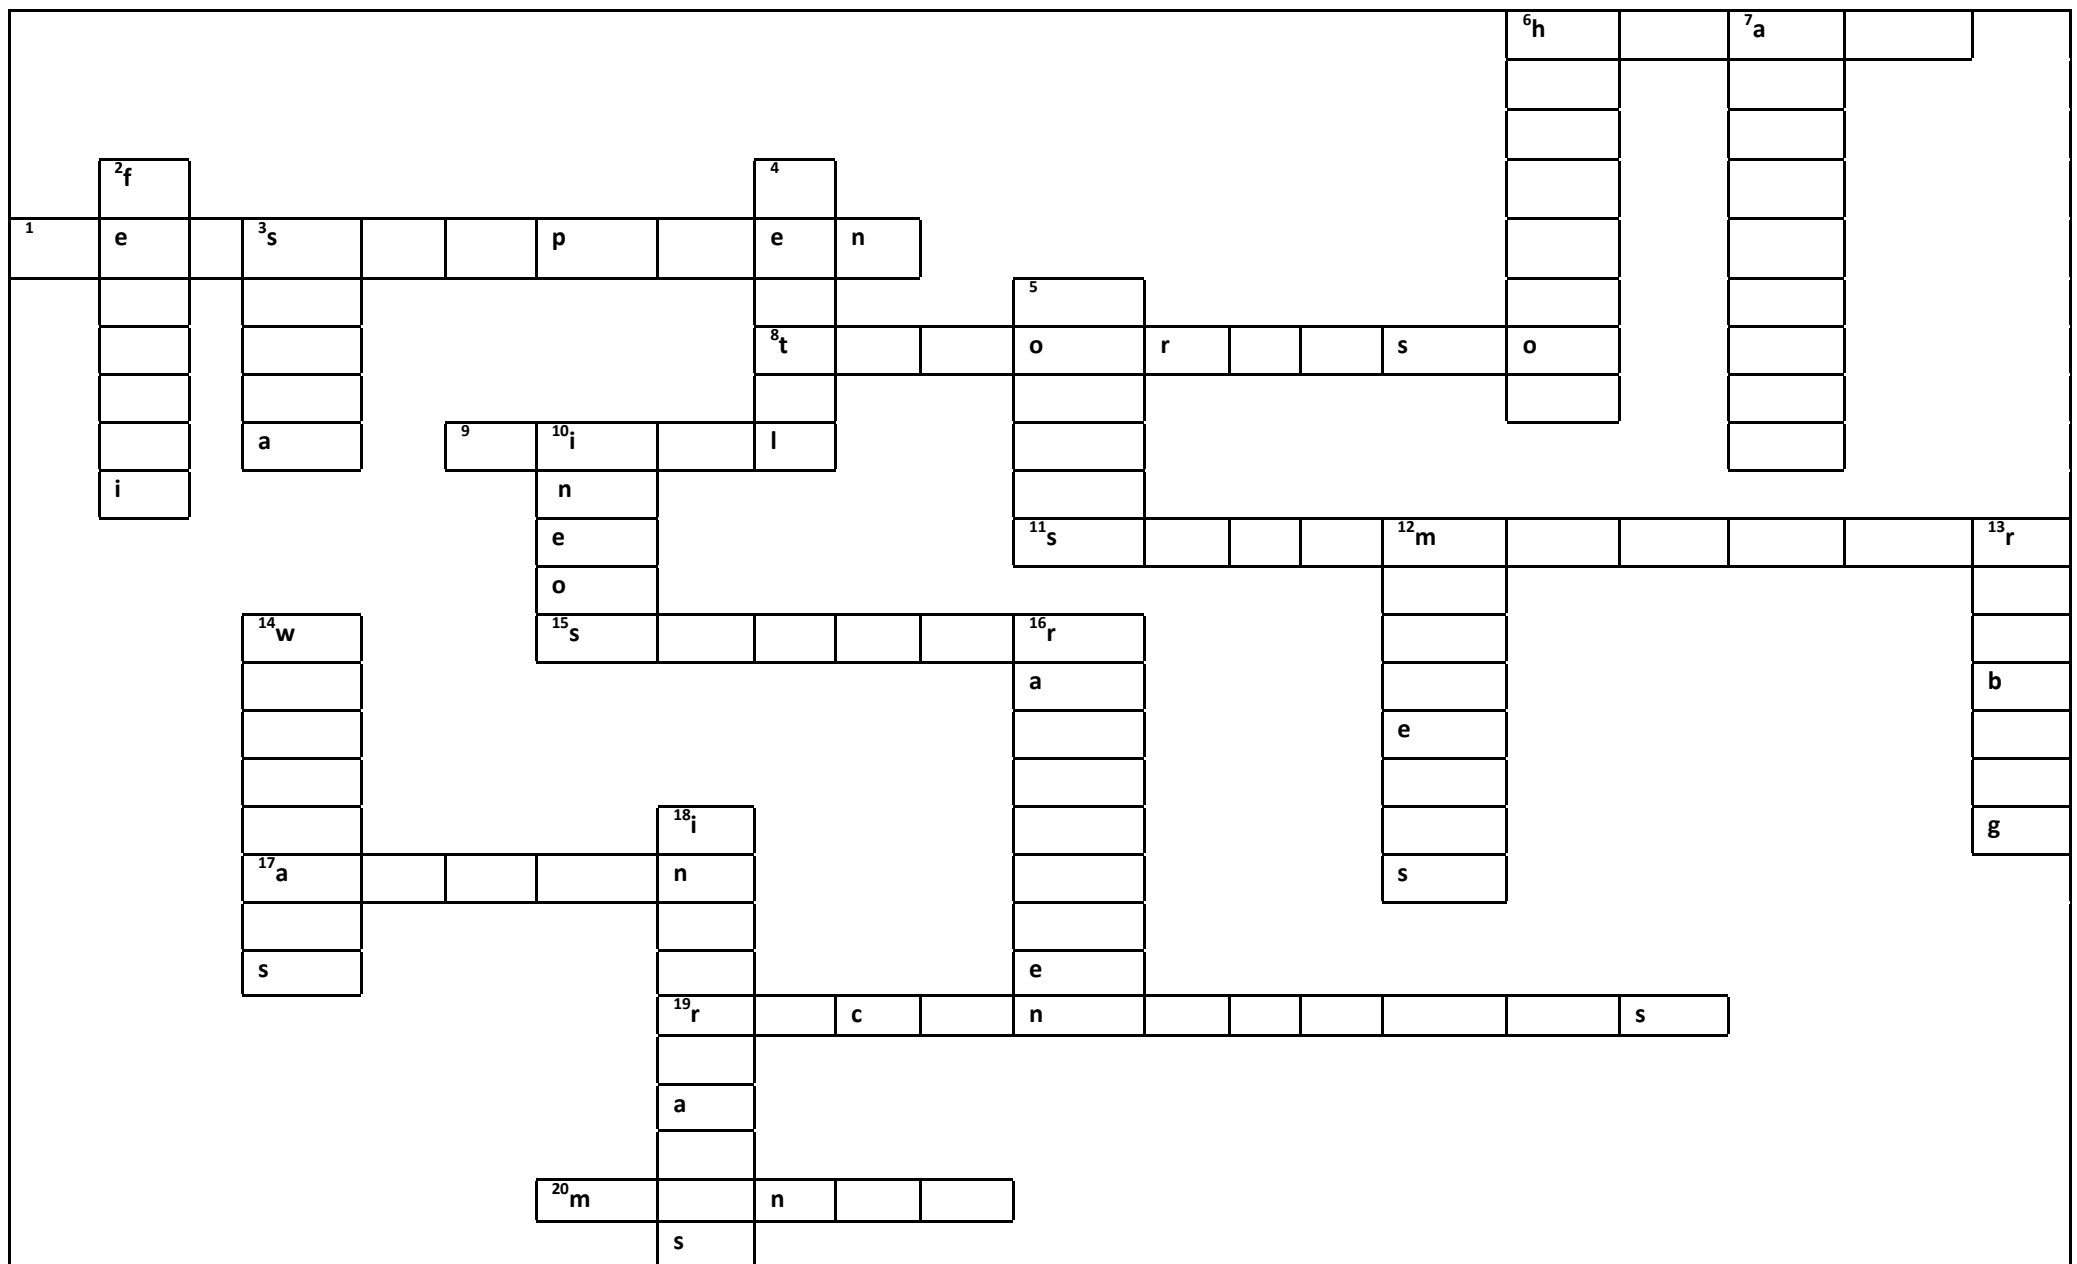 6h 7a
2f 4
1 e 3s p e n
5
8t o r s o
a 9 10i l
i n
e 11s 12m 13r
o
14w 15s 16r
a b
e
18i g
17a n s
s e
19r c n s
a
20m n
s